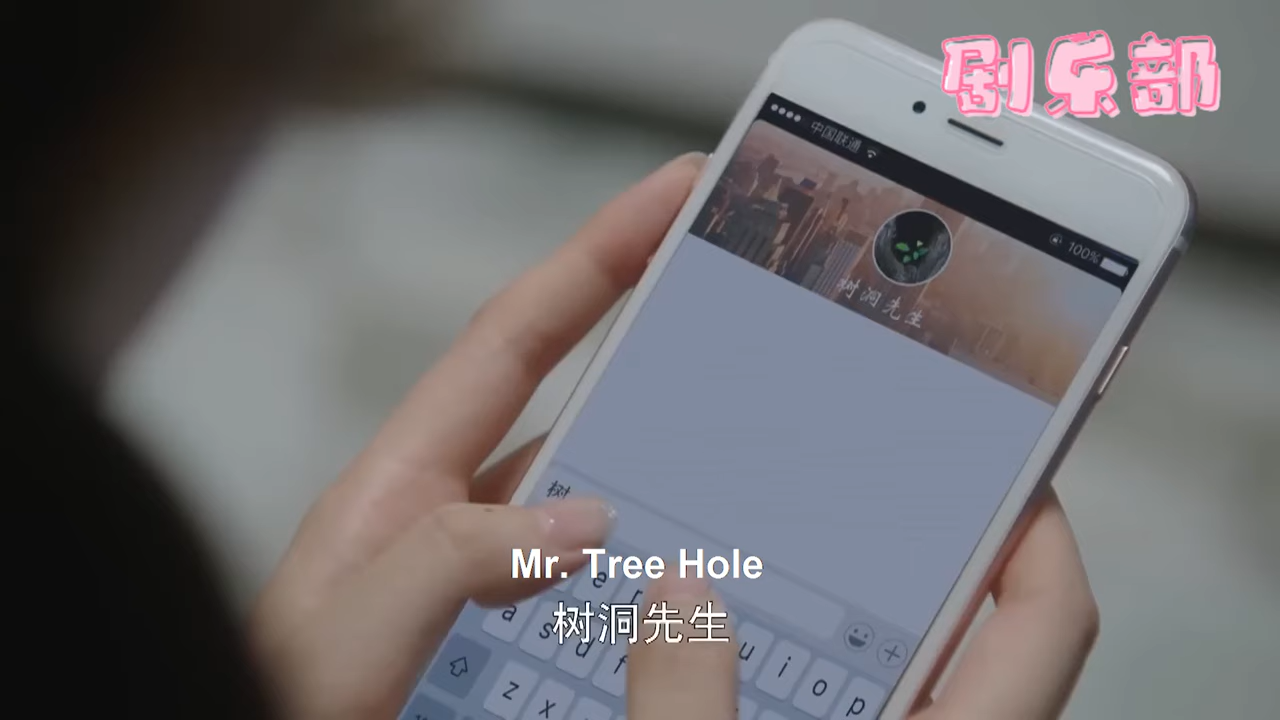 剧乐部
中国联通
100%
树洞先生
树
Mr. Tree Hole
树洞先生
e r u i o p
a s d f
z x